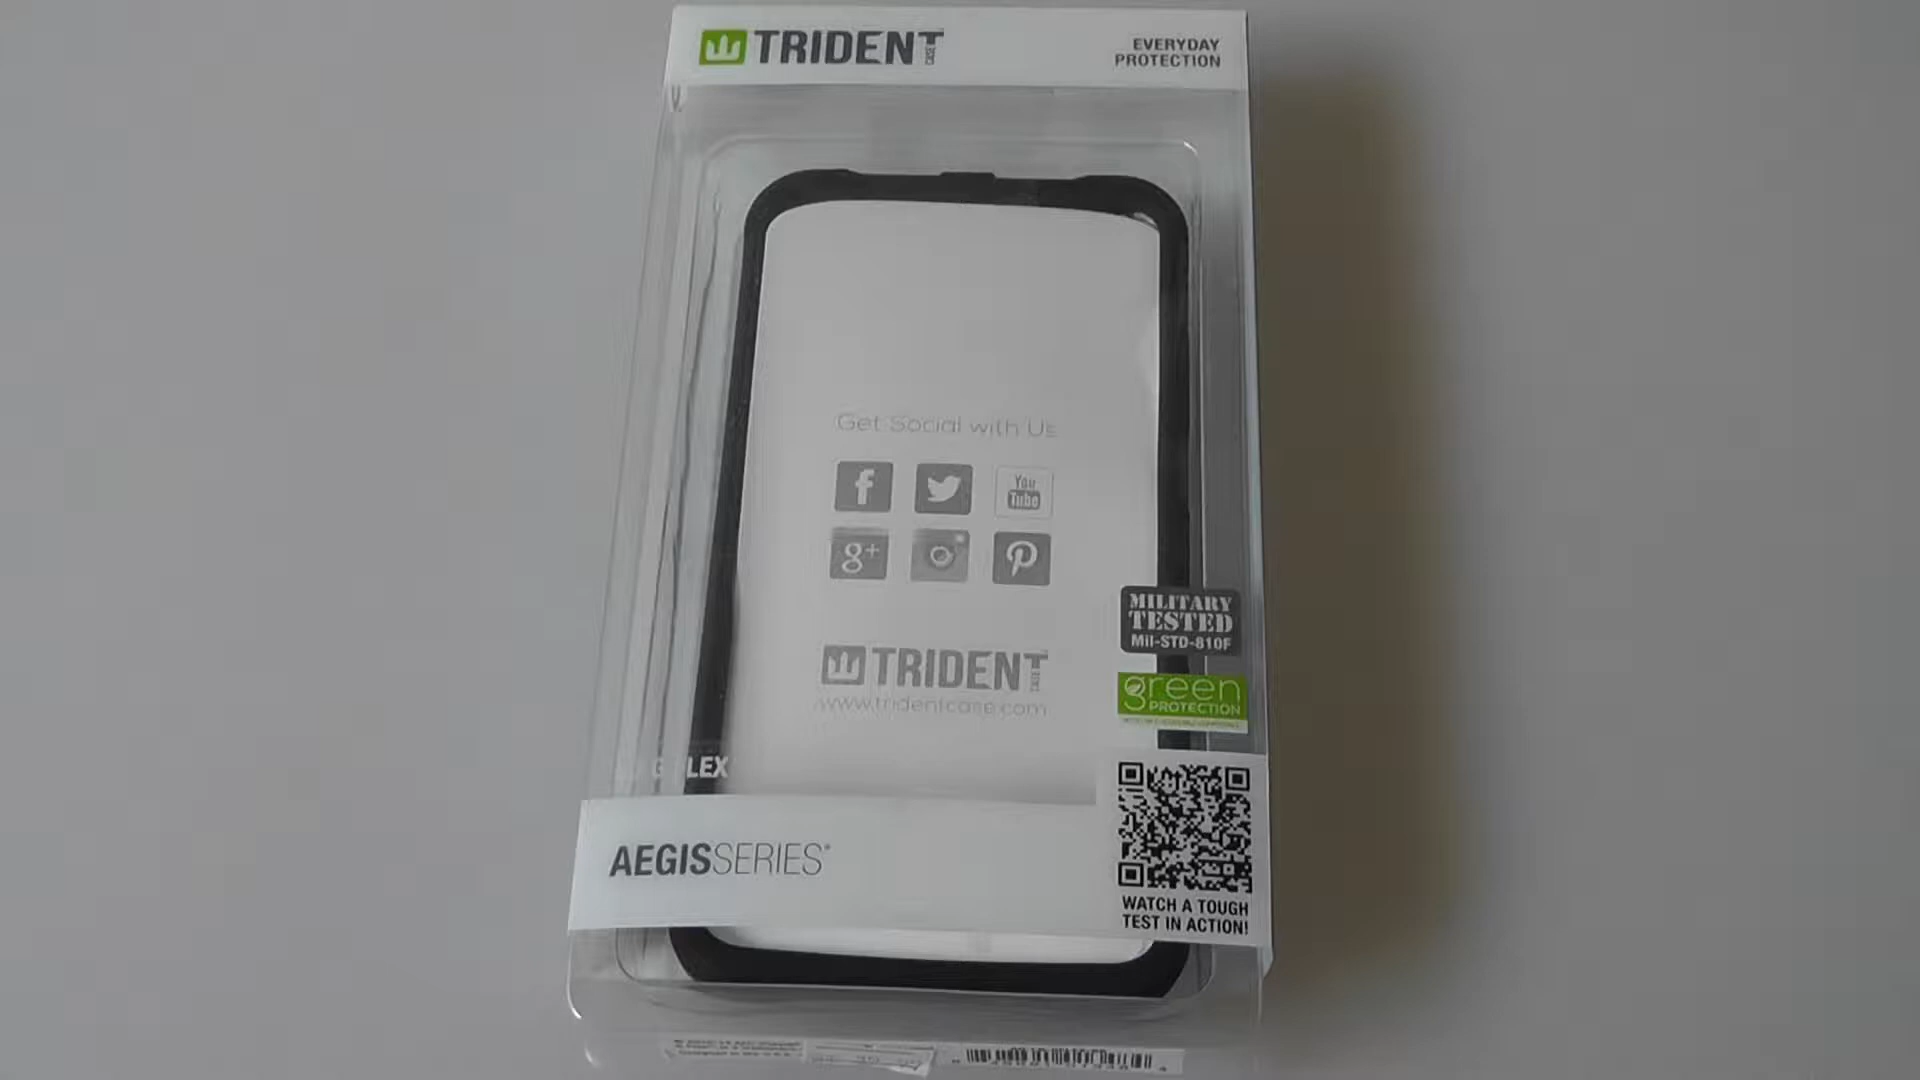 TRIDENT
CASE
EVERYDAY
PROTECTION
Get Social with Us
f
You
Tube
g+
TRIDENT
CASE
www.tridentcase.com
MILITARY
TESTED
Mil-STD-810F
green
PROTECTION
LEX
AEGISSERIES®
WATCH A TOUGH
TEST IN ACTION!